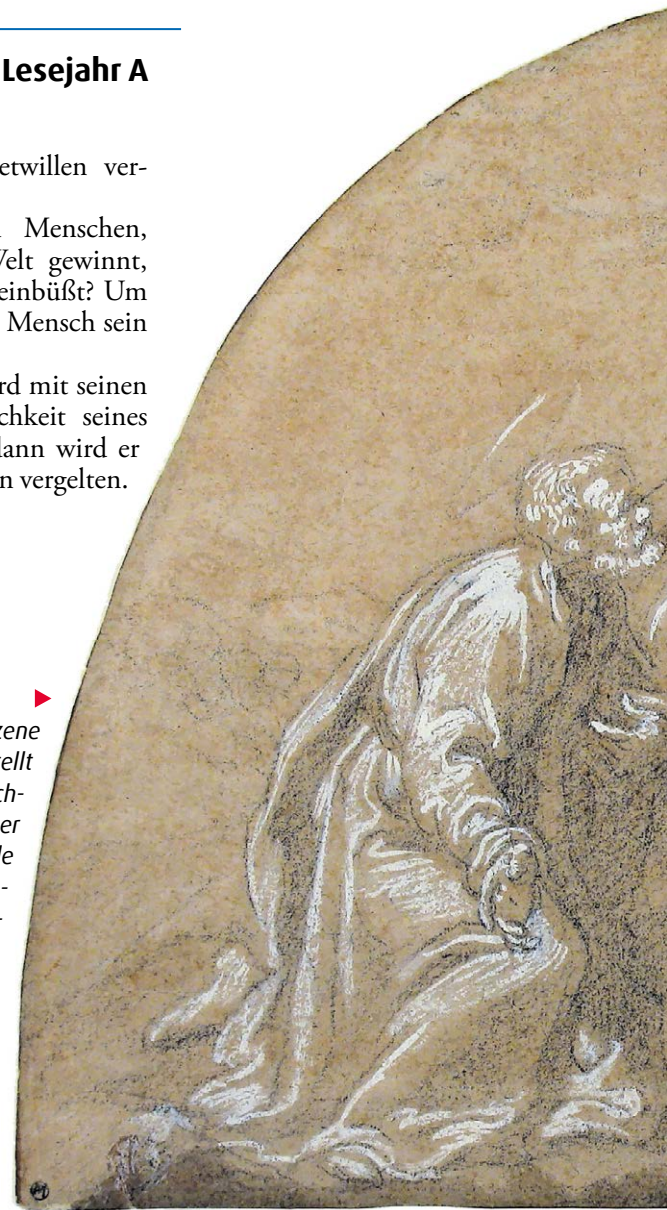 Lesejahr A
etwillen ver-
Menschen,
Welt gewinnt,
einbüßt? Um
Mensch sein
rd mit seinen
chkeit seines
dann wird er
n vergelten.
zene
ellt
ch-
er
le
-
-